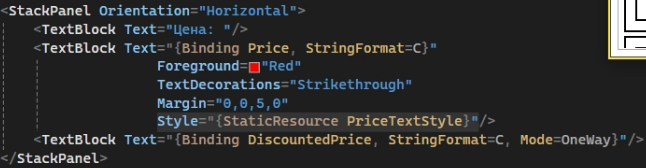 <StackPanel Orientation="Horizontal">
<TextBlock Text="Цена: "/>
<TextBlock Text="{Binding Price, StringFormat=C}"
Foreground="Red"
TextDecorations="Strikethrough"
Margin="0,0,5,0"
Style="{StaticResource PriceTextStyle}"/>
<TextBlock Text="{Binding DiscountedPrice, StringFormat=C, Mode=OneWay}"/>
</StackPanel>